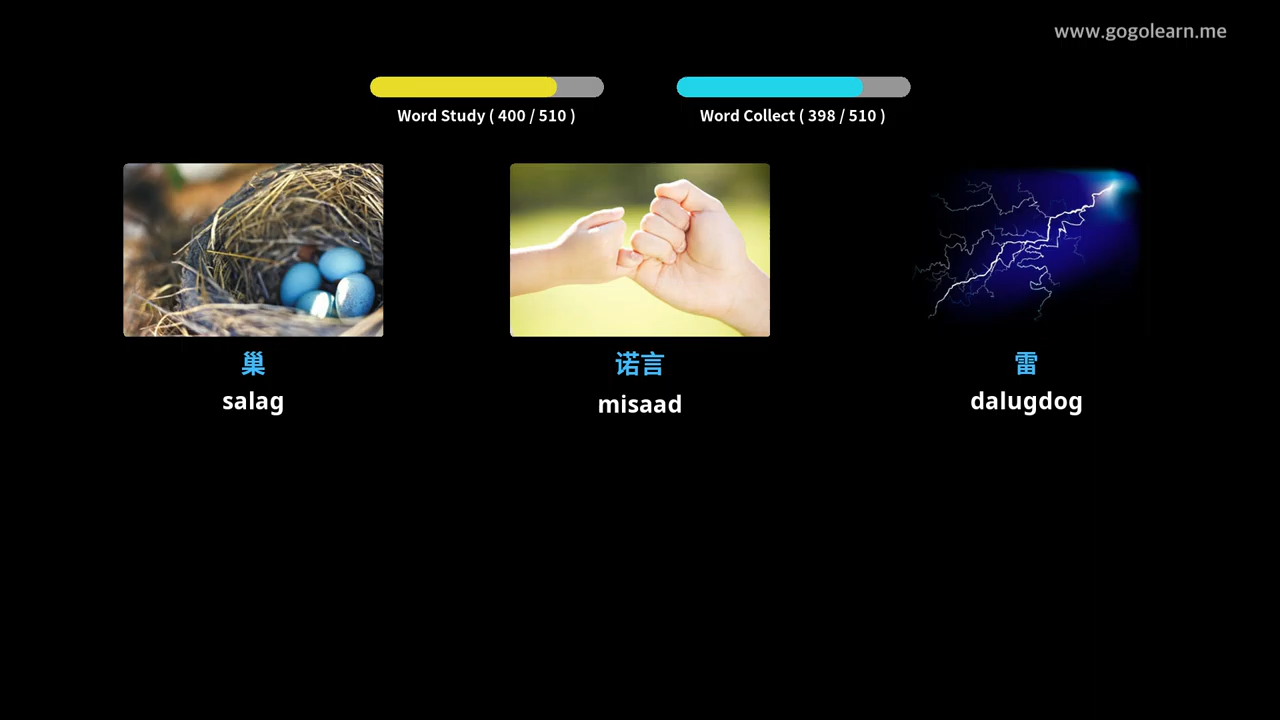 www.gogolearn.me
Word Study ( 400 / 510 )
Word Collect ( 398 / 510 )
巢
salag
诺言
misaad
雷
dalugdog